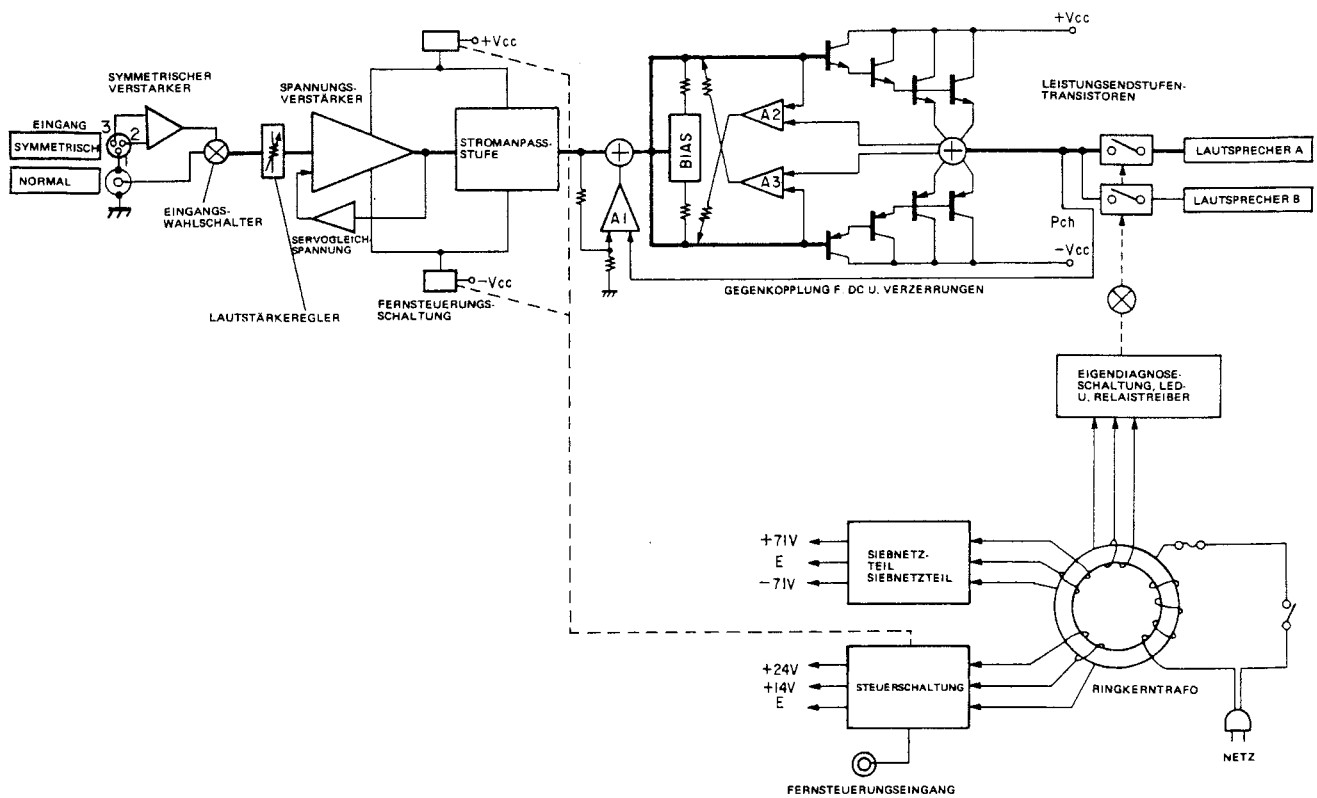 +Vcc
SYMMETRISCHER
VERSTÄRKER
SPANNUNGS-
VERSTÄRKER
EINGANG
SYMMETRISCH
3
2
1
NORMAL
EINGANGS-
WAHLSCHALTER
STROMANPASS-
STUFE
SERVOGLEICH-
SPANNUNG
LAUTSTÄRKEREGLER
-Vcc
FERNSTEUERUNGS-
SCHALTUNG
A1
BIAS
A2
A3
+Vcc
LEISTUNGSENDSTUFEN-
TRANSISTOREN
LAUTSPRECHER A
LAUTSPRECHER B
Pch
-Vcc
GEGENKOPPLUNG F. DC U. VERZERRUNGEN
EIGENDIAGNOSE-
SCHALTUNG, LED-
U. RELAISTREIBER
+71V
E
-71V
SIEBNETZ-
TEIL
SIEBNETZTEIL
+24V
+14V
E
STEUERSCHALTUNG
RINGKERNTRAFO
NETZ
FERNSTEUERUNGSEINGANG